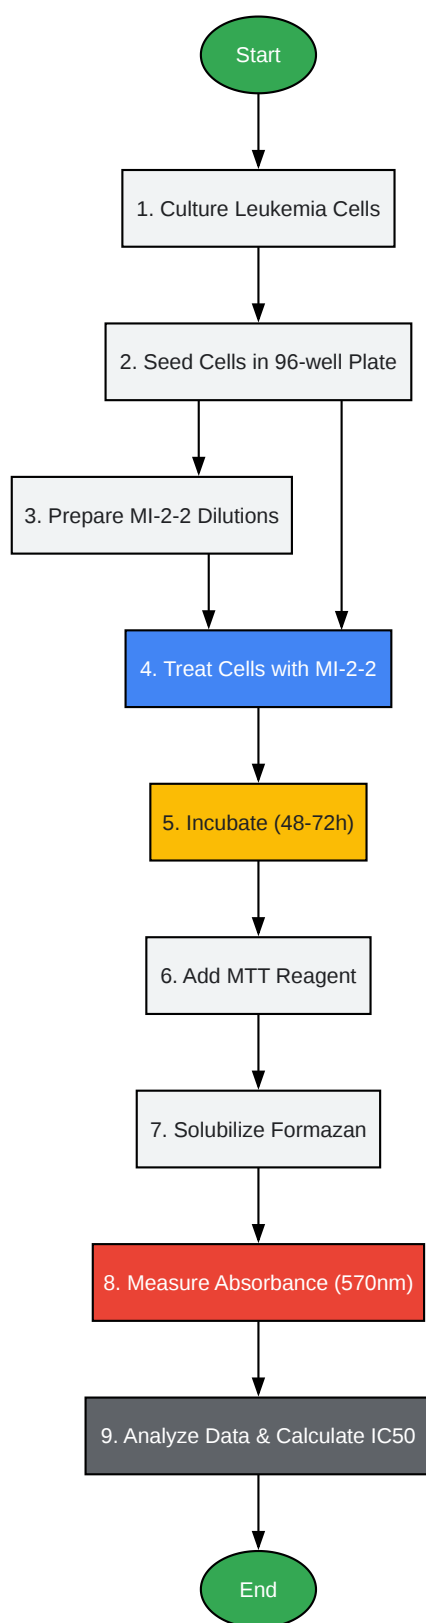 Start
1. Culture Leukemia Cells
2. Seed Cells in 96-well Plate
3. Prepare MI-2-2 Dilutions
4. Treat Cells with MI-2-2
5. Incubate (48-72h)
6. Add MTT Reagent
7. Solubilize Formazan
8. Measure Absorbance (570nm)
9. Analyze Data & Calculate IC50
End